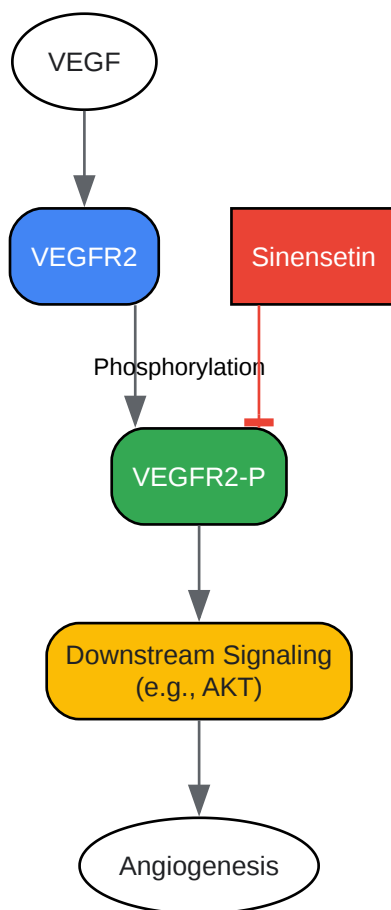 VEGF
VEGFR2
Sinensetin
Phosphorylation
VEGFR2-P
Downstream Signaling
(e.g., AKT)
Angiogenesis